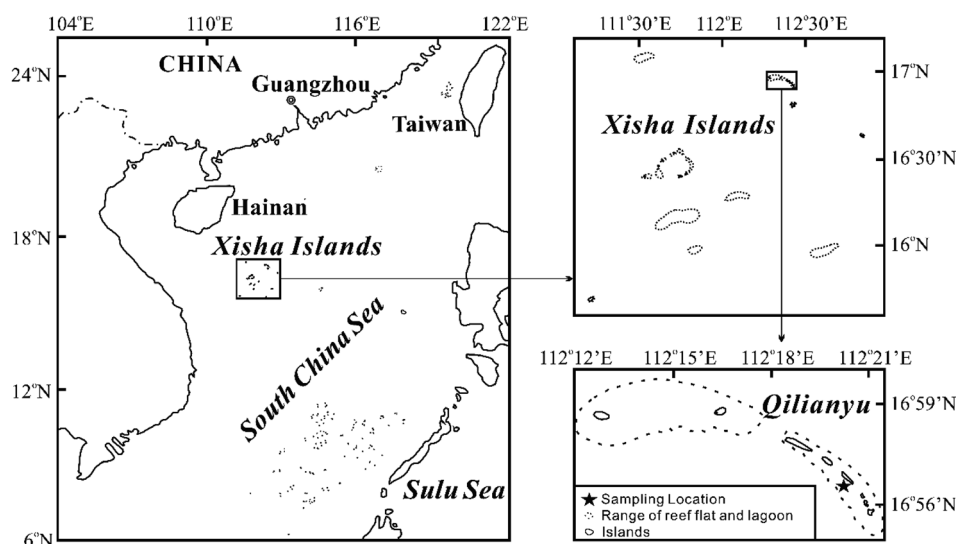 104°E 110°E 116°E 122°E
24°N
18°N
12°N
6°N
CHINA
Guangzhou
Taiwan
Hainan
Xisha Islands
South China Sea
Sulu Sea
111°30'E 112°E 112°30'E
17°N
Xisha Islands
16°30'N
16°N
112°12'E 112°15'E 112°18'E 112°21'E
Qilianyu
16°59'N
16°56'N
Sampling Location
Range of reef flat and lagoon
Islands